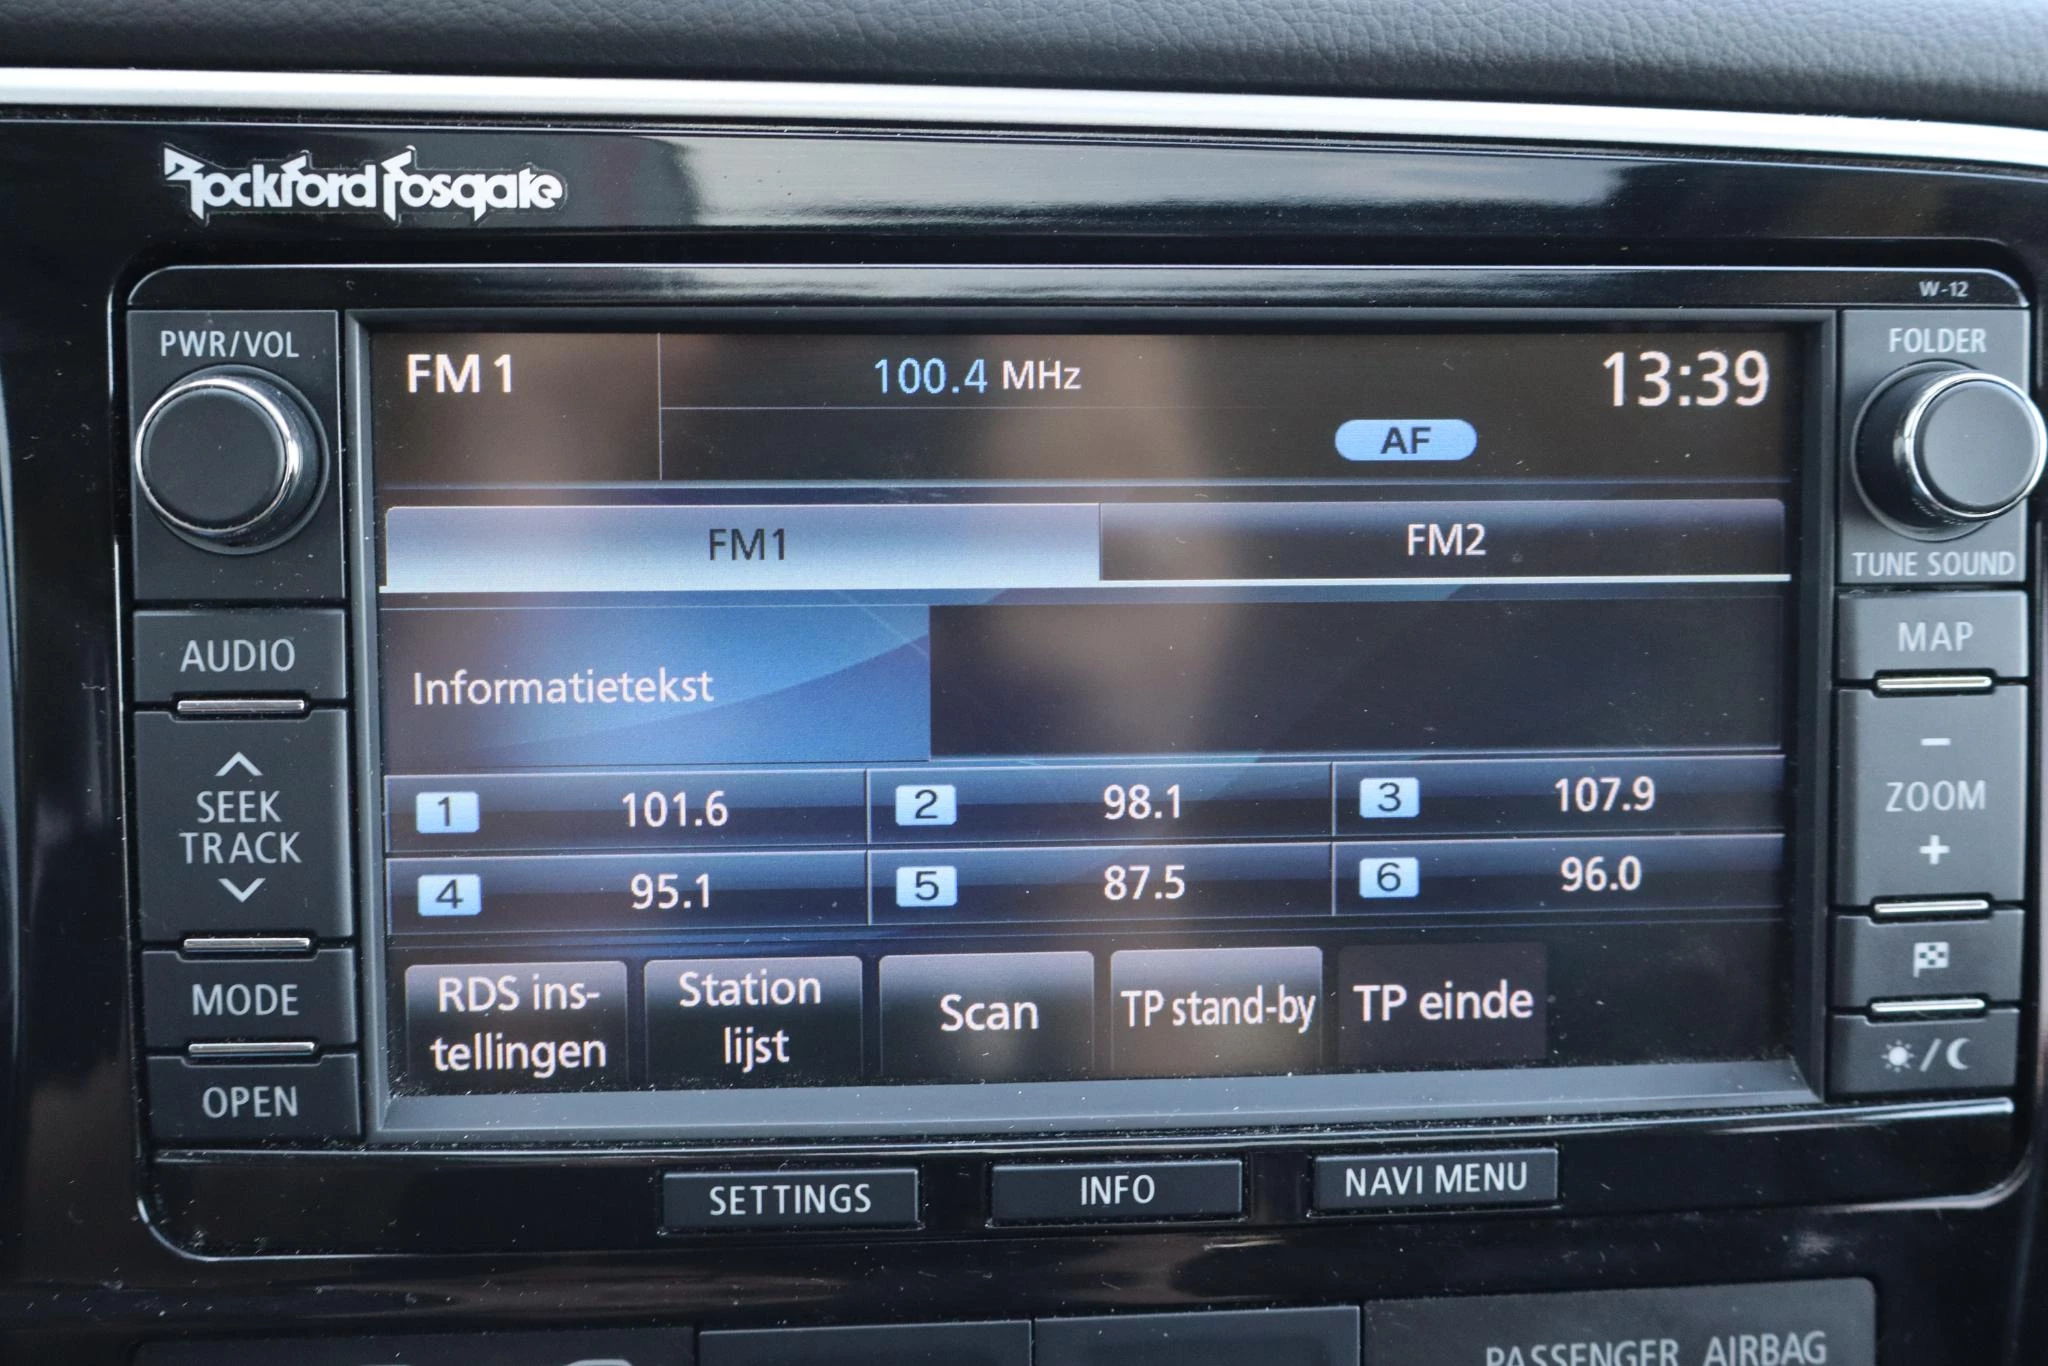 Rockford Fosgate
W-12
PWR/VOL
FOLDER
FM 1
100.4 MHz
13:39
AF
FM1
FM2
TUNE SOUND
AUDIO
MAP
Informatietekst
SEEK
TRACK
−
ZOOM
+
1 101.6
2 98.1
3 107.9
4 95.1
5 87.5
6 96.0
MODE
RDS ins-
tellingen
Station
lijst
Scan
TP stand-by
TP einde
OPEN
SETTINGS
INFO
NAVI MENU
PASSENGER AIRBAG